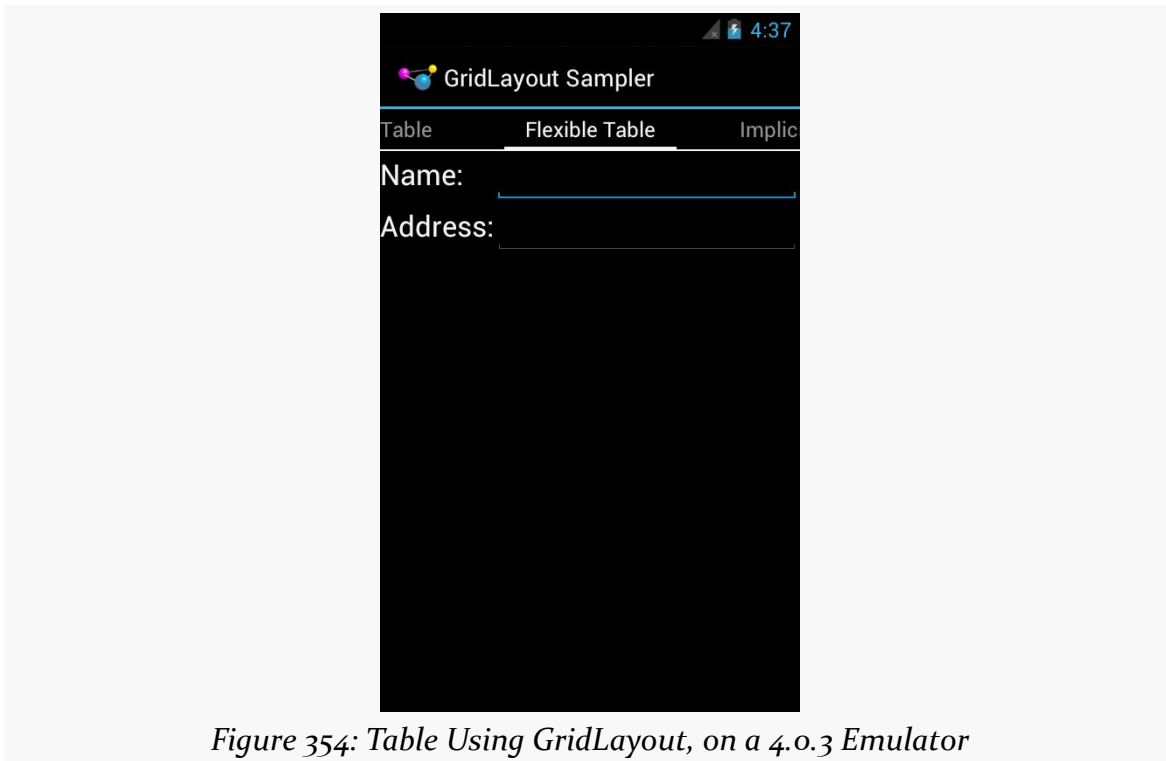 4:37
GridLayout Sampler
Table Flexible Table Implici
Name:
Address:
Figure 354: Table Using GridLayout, on a 4.0.3 Emulator